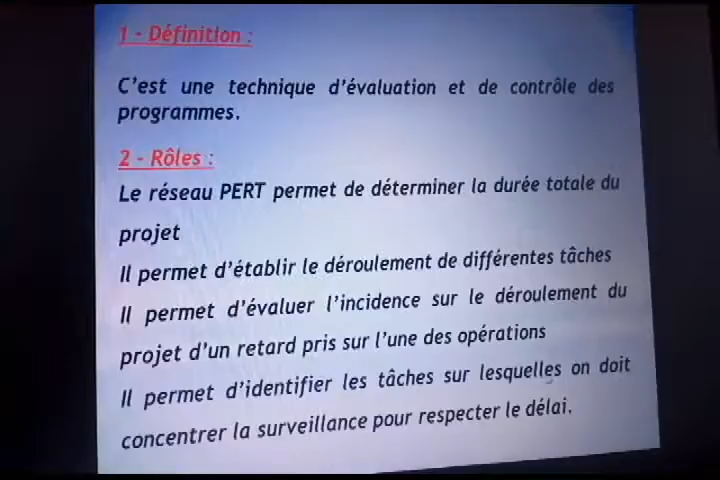 1 - Définition :
C'est une technique d'évaluation et de contrôle des
programmes.
2 - Rôles :
Le réseau PERT permet de déterminer la durée totale du
projet
Il permet d'établir le déroulement de différentes tâches
Il permet d'évaluer l'incidence sur le déroulement du
projet d'un retard pris sur l'une des opérations
Il permet d'identifier les tâches sur lesquelles on doit
concentrer la surveillance pour respecter le délai.